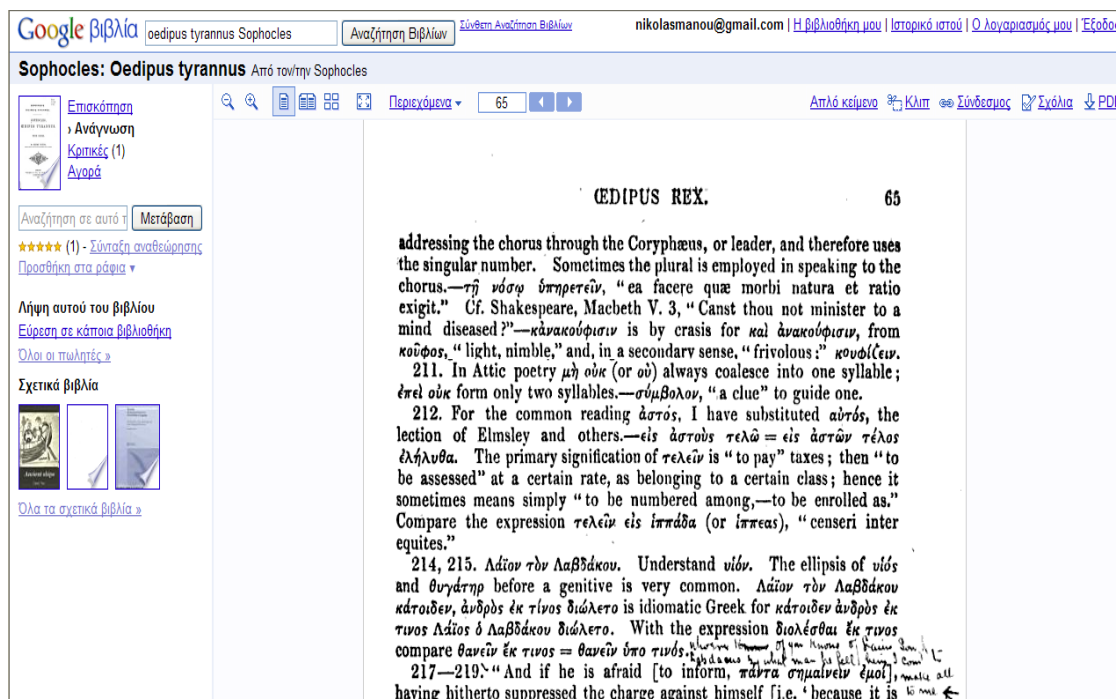 Google βιβλία oedipus tyrannus Sophocles Αναζήτηση Βιβλίων Σύνθετη Αναζήτηση Βιβλίων nikolasmanou@gmail.com | Η βιβλιοθήκη μου | Ιστορικό ιστού | Ο λογαριασμός μου | Έξοδος
Sophocles: Oedipus tyrannus Από τον/την Sophocles
Επισκόπηση
› Ανάγνωση
Κριτικές (1)
Αγορά
Αναζήτηση σε αυτό τ Μετάβαση
(1) - Σύνταξη αναθεώρησης
Προσθήκη στα ράφια ▾
Λήψη αυτού του βιβλίου
Εύρεση σε κάποια βιβλιοθήκη
Όλοι οι πωλητές »
Σχετικά βιβλία
Ancient ships
Όλα τα σχετικά βιβλία »
Περιεχόμενα ▾ 65 Απλό κείμενο Κλιπ Σύνδεσμος Σχόλια PDF
ŒDIPUS REX. 65
addressing the chorus through the Coryphæus, or leader, and therefore uses
the singular number. Sometimes the plural is employed in speaking to the
chorus.—τῇ νόσῳ ὑπηρετεῖν, "ea facere quæ morbi natura et ratio
exigit." Cf. Shakespeare, Macbeth V. 3, "Canst thou not minister to a
mind diseased?"—κἀνακούφισιν is by crasis for καὶ ἀνακούφισιν, from
κοῦφος, "light, nimble," and, in a secondary sense, "frivolous:" κουφίζειν.
211. In Attic poetry μὴ οὐκ (or οὐ) always coalesce into one syllable;
ἐπεὶ οὐκ form only two syllables.—σύμβολον, "a clue" to guide one.
212. For the common reading ἀστός, I have substituted αὐτός, the
lection of Elmsley and others.—εἰς ἀστοὺς τελῶ = εἰς ἀστῶν τέλος
ἐλήλυθα. The primary signification of τελεῖν is "to pay" taxes; then "to
be assessed" at a certain rate, as belonging to a certain class; hence it
sometimes means simply "to be numbered among,—to be enrolled as."
Compare the expression τελεῖν εἰς ἱππάδα (or ἱππεας), "censeri inter
equites."
214, 215. Λάϊον τὸν Λαβδάκου. Understand υἱόν. The ellipsis of υἱός
and θυγάτηρ before a genitive is very common. Λάϊον τὸν Λαβδάκου
κάτοιδεν, ἀνδρὸς ἐκ τίνος διώλετο is idiomatic Greek for κάτοιδεν ἀνδρὸς ἐκ
τινος Λάϊος ὁ Λαβδάκου διώλετο. With the expression διολέσθαι ἔκ τινος
compare θανεῖν ἔκ τινος = θανεῖν ὑπο τινός.
217—219. "And if he is afraid [to inform, πάντα σημαίνειν ἐμοί], make all
having hitherto suppressed the charge against himself [i.e. 'because it is to me